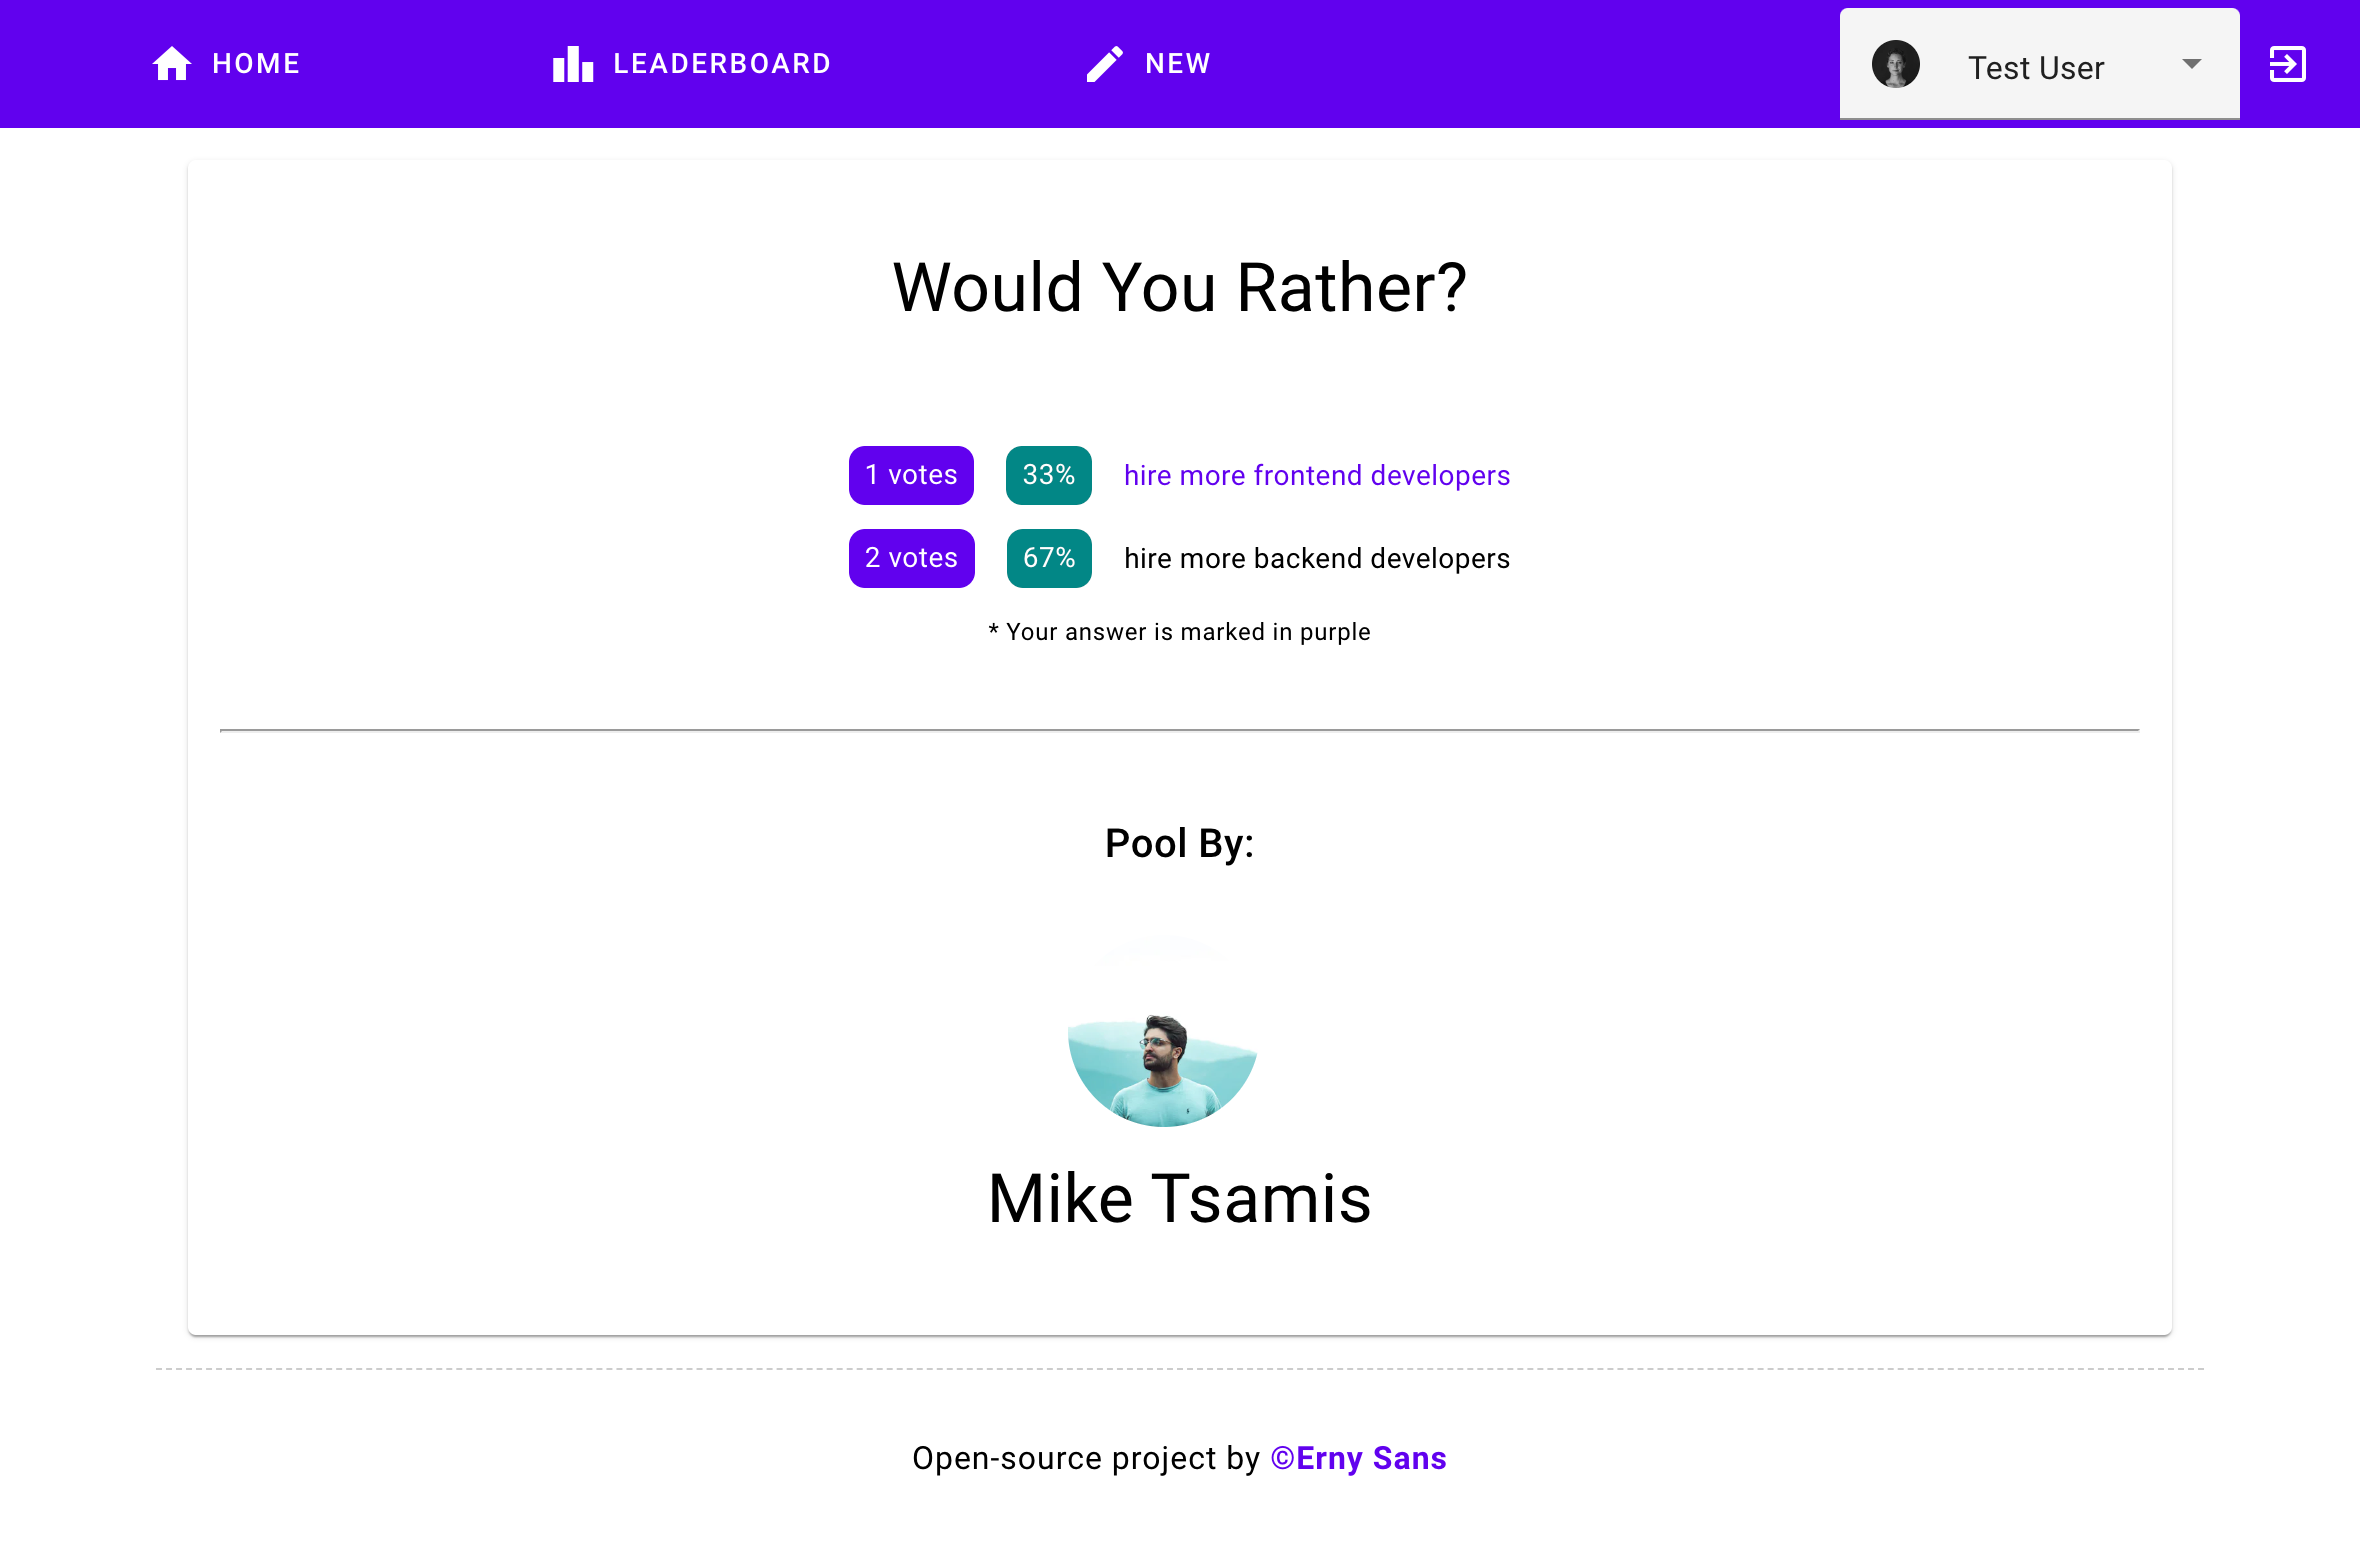 HOME LEADERBOARD NEW Test User
Would You Rather?
1 votes 33% hire more frontend developers
2 votes 67% hire more backend developers
* Your answer is marked in purple
Pool By:
Mike Tsamis
Open-source project by ©Erny Sans